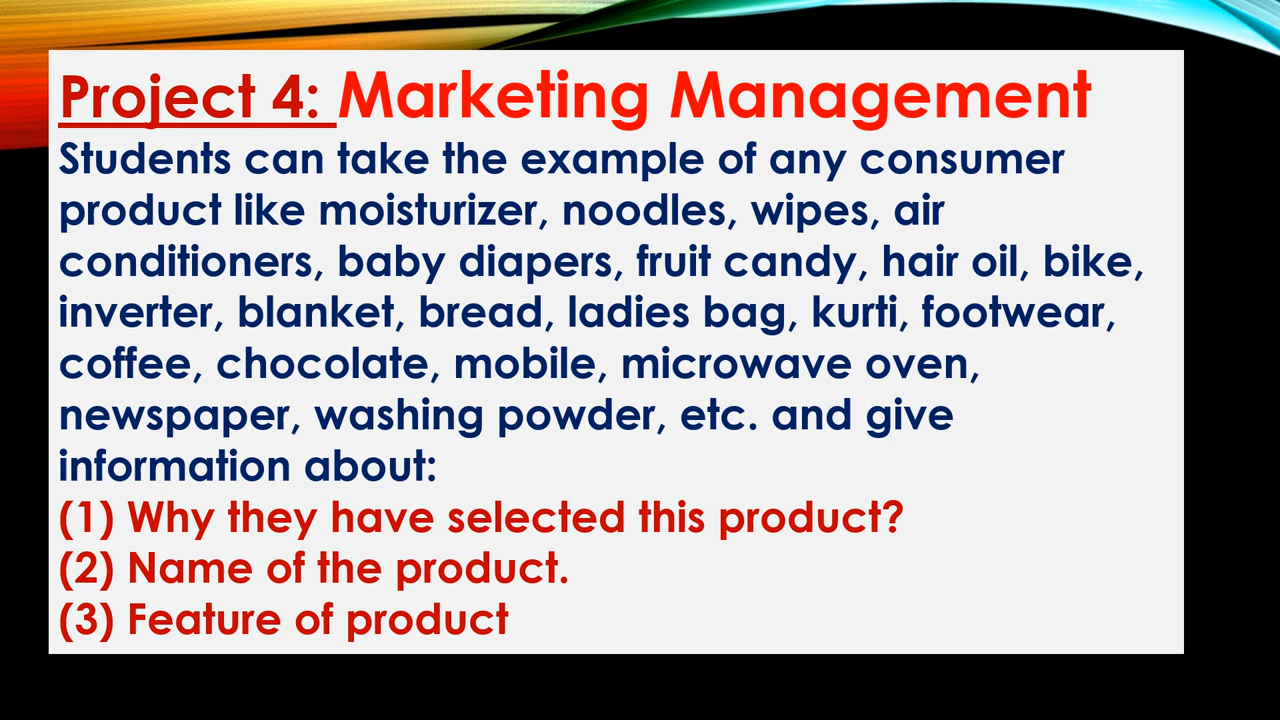 Project 4: Marketing Management
Students can take the example of any consumer
product like moisturizer, noodles, wipes, air
conditioners, baby diapers, fruit candy, hair oil, bike,
inverter, blanket, bread, ladies bag, kurti, footwear,
coffee, chocolate, mobile, microwave oven,
newspaper, washing powder, etc. and give
information about:
(1) Why they have selected this product?
(2) Name of the product.
(3) Feature of product